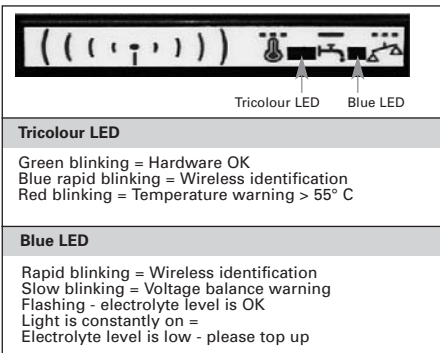 Tricolour LED Blue LED
Tricolour LED
Green blinking = Hardware OK
Blue rapid blinking = Wireless identification
Red blinking = Temperature warning > 55° C
Blue LED
Rapid blinking = Wireless identification
Slow blinking = Voltage balance warning
Flashing - electrolyte level is OK
Light is constantly on =
Electrolyte level is low - please top up